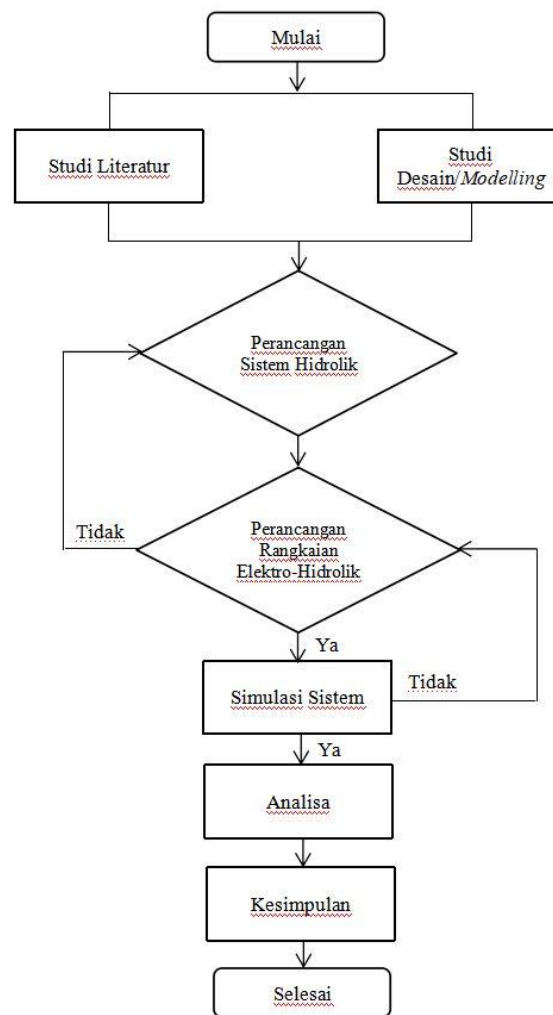 Mulai
Studi Literatur
Studi
Desain/Modelling
Perancangan
Sistem Hidrolik
Tidak
Perancangan
Rangkaian
Elektro-Hidrolik
Ya
Simulasi Sistem
Tidak
Ya
Analisa
Kesimpulan
Selesai